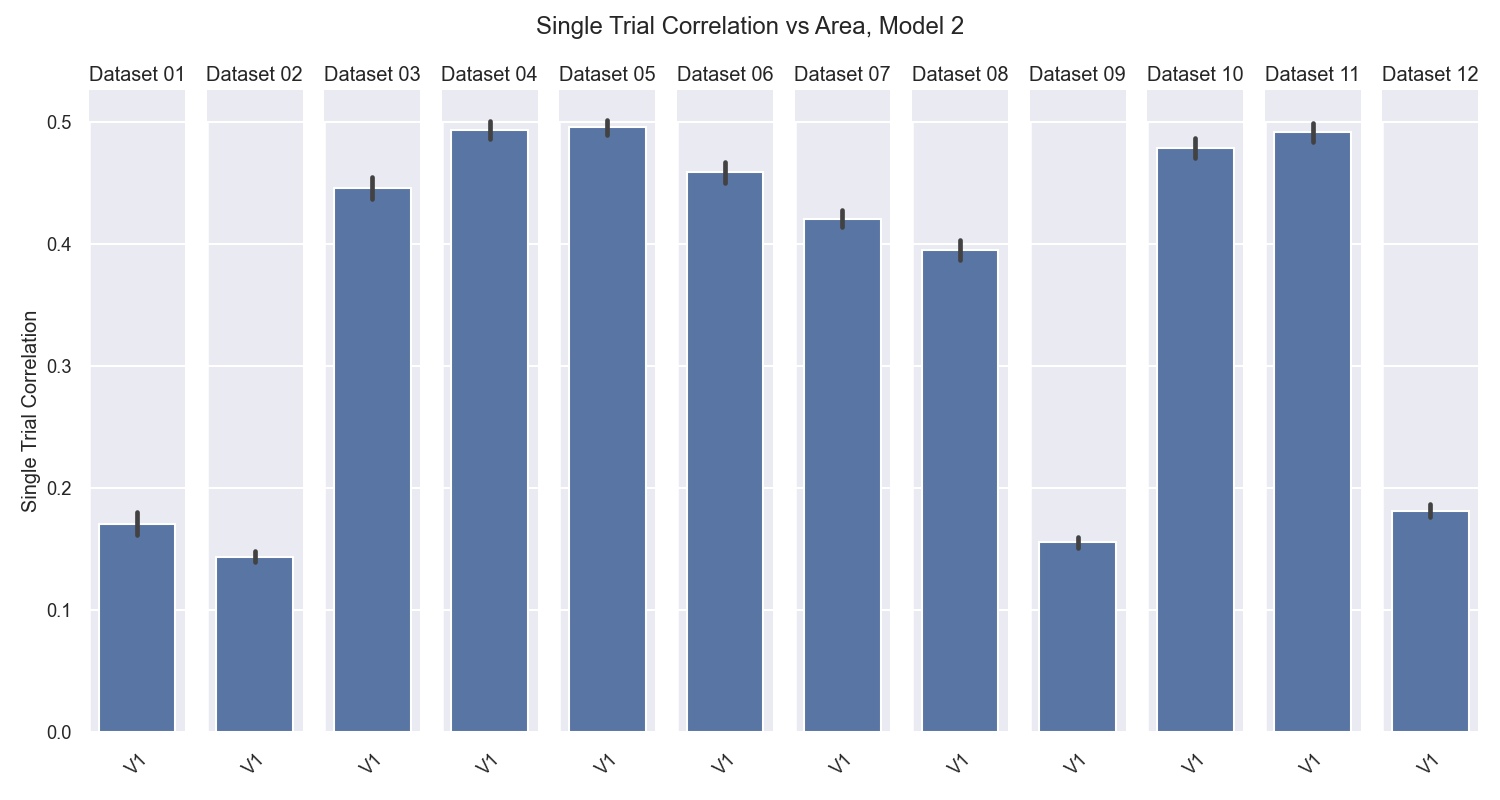 Single Trial Correlation vs Area, Model 2
Dataset 01 Dataset 02 Dataset 03 Dataset 04 Dataset 05 Dataset 06 Dataset 07 Dataset 08 Dataset 09 Dataset 10 Dataset 11 Dataset 12
Single Trial Correlation
0.5
0.4
0.3
0.2
0.1
0.0
V1 V1 V1 V1 V1 V1 V1 V1 V1 V1 V1 V1